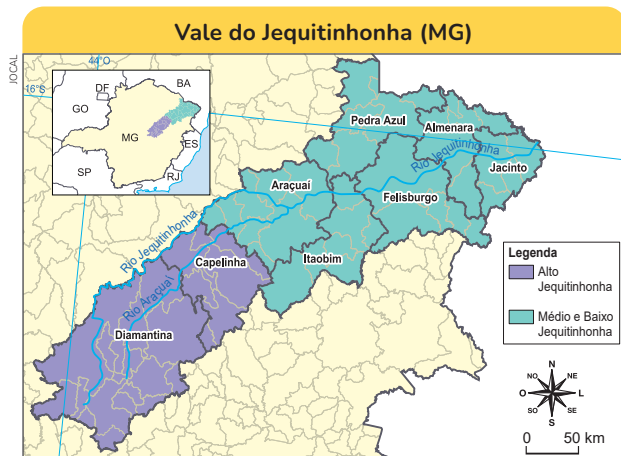 Vale do Jequitinhonha (MG)
JOCAL
44°O
16°S
DF
BA
GO
MG
ES
SP
RJ
Pedra Azul
Almenara
Rio Jequitinhonha
Jacinto
Araçuaí
Felisburgo
Rio Jequitinhonha
Itaobim
Capelinha
Rio Araçuaí
Diamantina
Legenda
Alto
Jequitinhonha
Médio e Baixo
Jequitinhonha
N
NO
NE
O
L
SO
SE
S
0 50 km